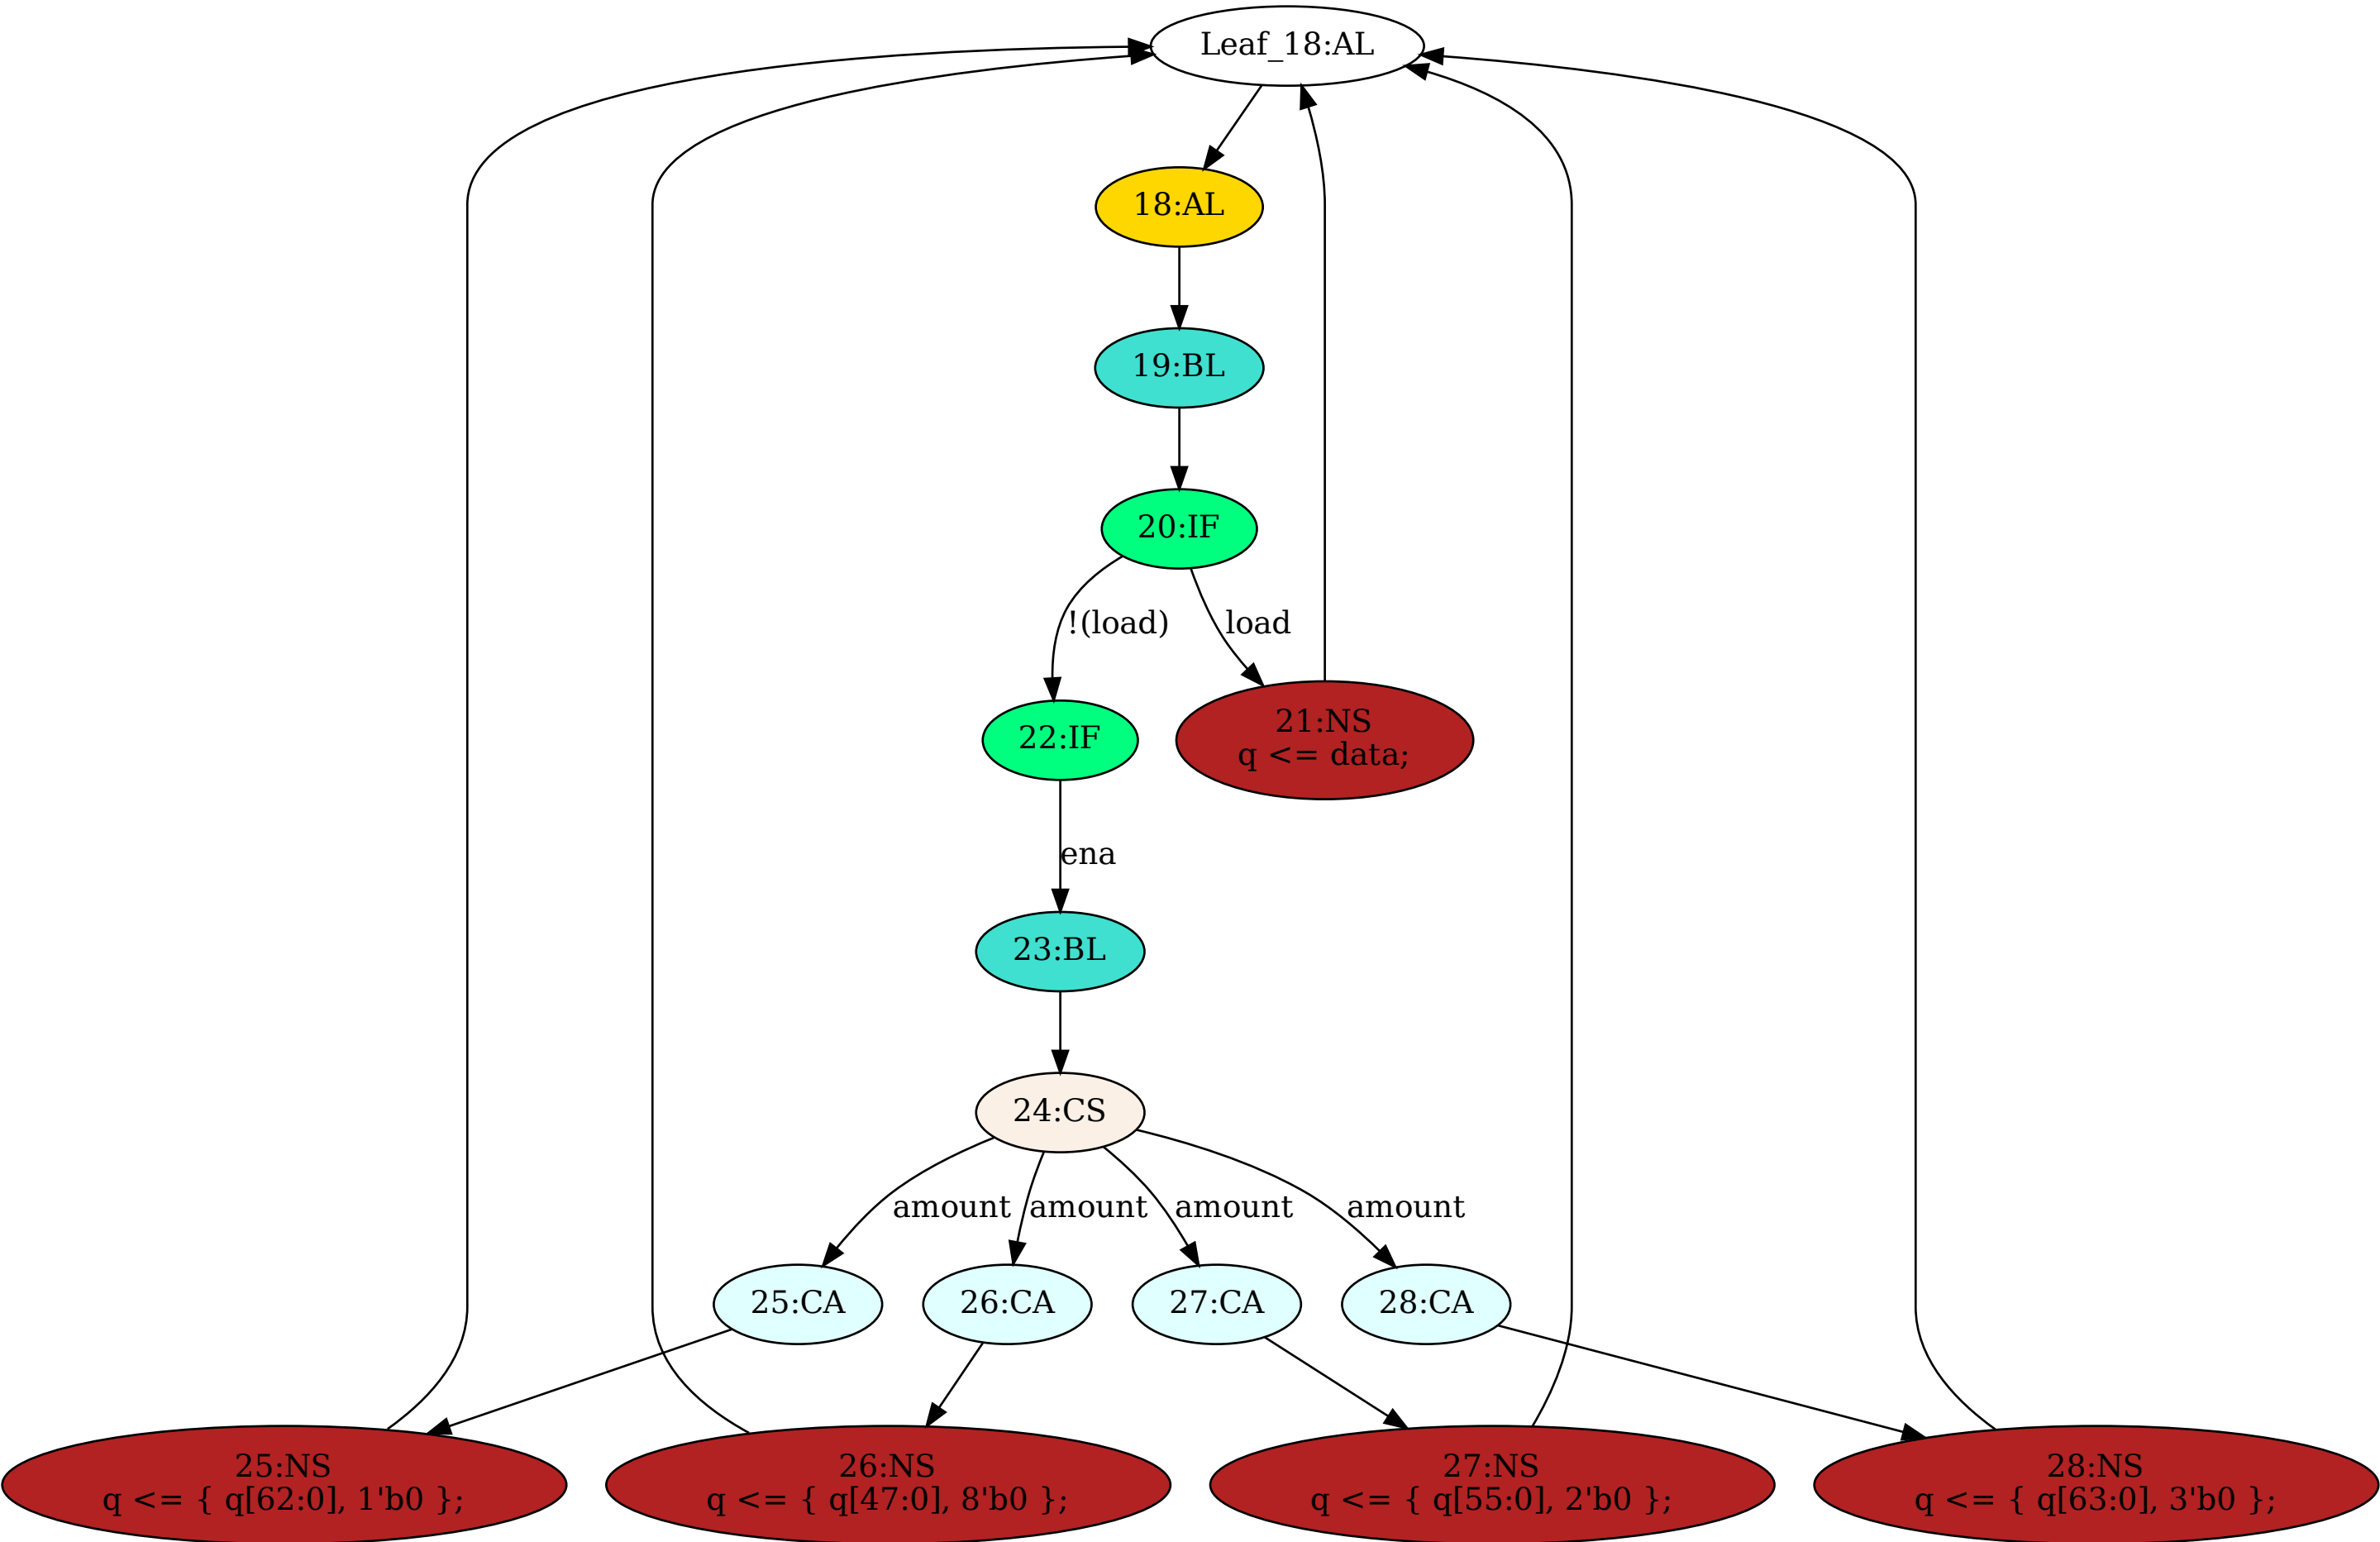 Leaf_18:AL
18:AL
19:BL
20:IF
!(load)
load
22:IF
21:NS
q <= data;
ena
23:BL
24:CS
amount
amount
amount
amount
25:CA
26:CA
27:CA
28:CA
25:NS
q <= { q[62:0], 1'b0 };
26:NS
q <= { q[47:0], 8'b0 };
27:NS
q <= { q[55:0], 2'b0 };
28:NS
q <= { q[63:0], 3'b0 };